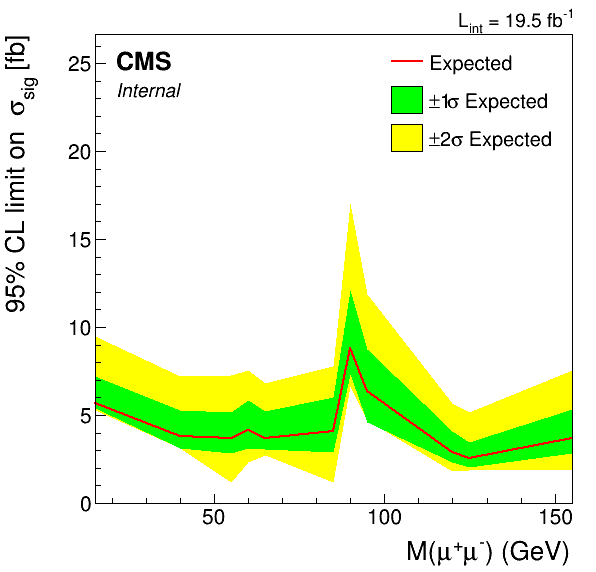 L_int = 19.5 fb⁻¹
95% CL limit on σ_sig [fb]
CMS
Internal
Expected
±1σ Expected
±2σ Expected
25
20
15
10
5
0
50
100
150
M(μ⁺μ⁻) (GeV)